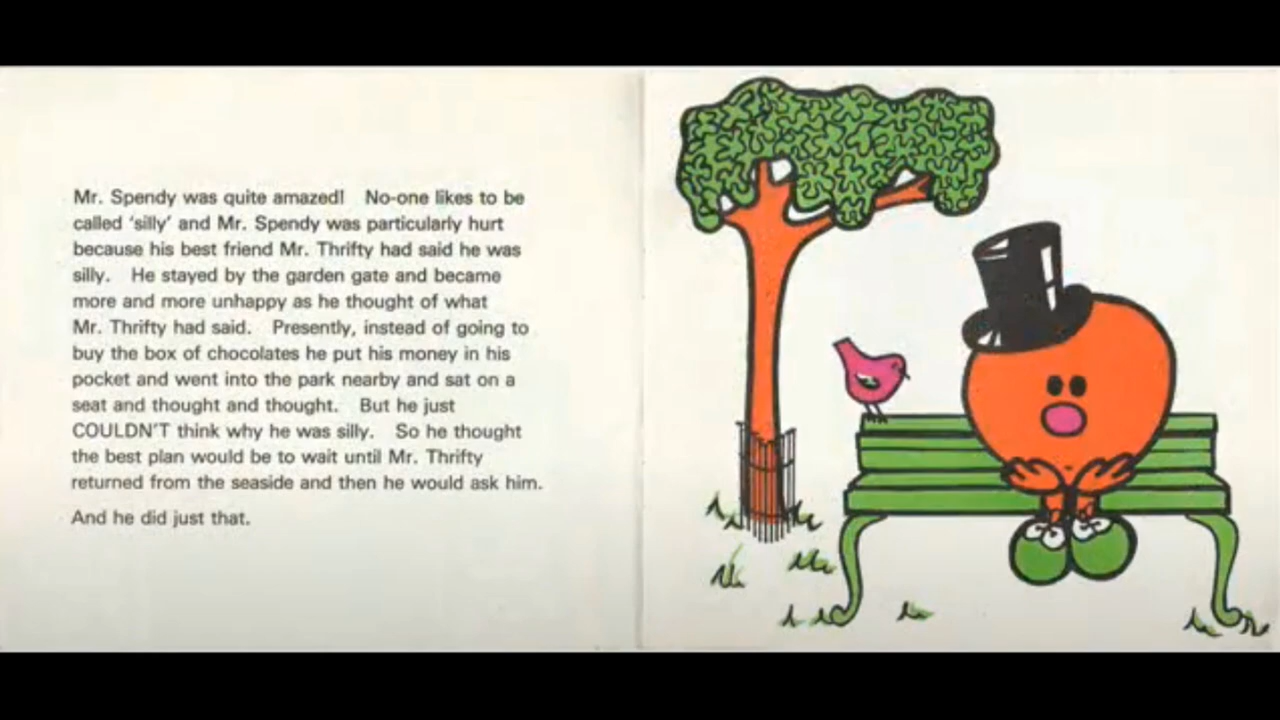 Mr. Spendy was quite amazed! No-one likes to be
called 'silly' and Mr. Spendy was particularly hurt
because his best friend Mr. Thrifty had said he was
silly. He stayed by the garden gate and became
more and more unhappy as he thought of what
Mr. Thrifty had said. Presently, instead of going to
buy the box of chocolates he put his money in his
pocket and went into the park nearby and sat on a
seat and thought and thought. But he just
COULDN'T think why he was silly. So he thought
the best plan would be to wait until Mr. Thrifty
returned from the seaside and then he would ask him.
And he did just that.